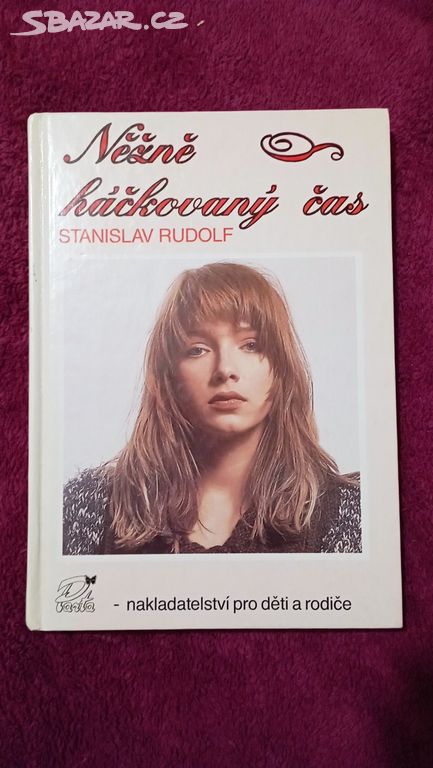 SBAZAR.CZ
Něžně
háčkovaný čas
STANISLAV RUDOLF
- nakladatelství pro děti a rodiče